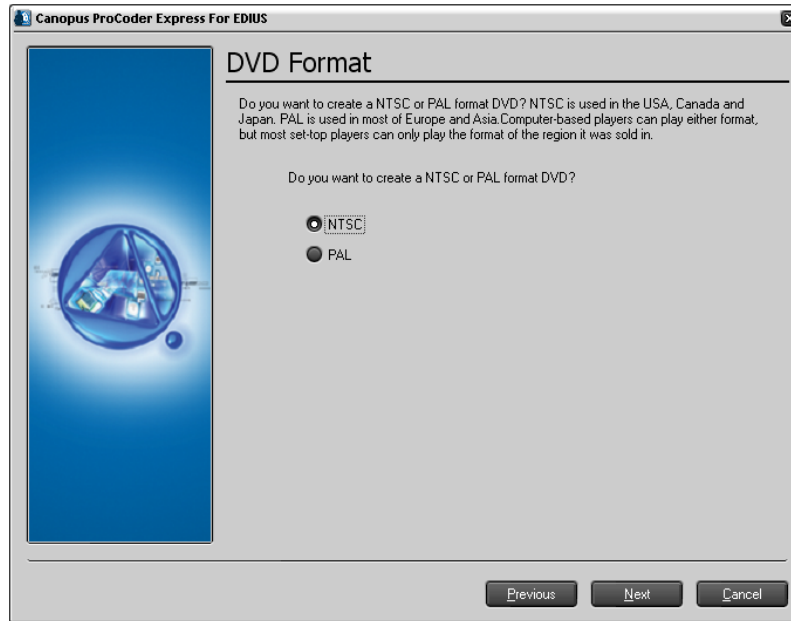 Canopus ProCoder Express For EDIUS
DVD Format
Do you want to create a NTSC or PAL format DVD? NTSC is used in the USA, Canada and
Japan. PAL is used in most of Europe and Asia.Computer-based players can play either format,
but most set-top players can only play the format of the region it was sold in.
Do you want to create a NTSC or PAL format DVD?
NTSC
PAL
Previous Next Cancel